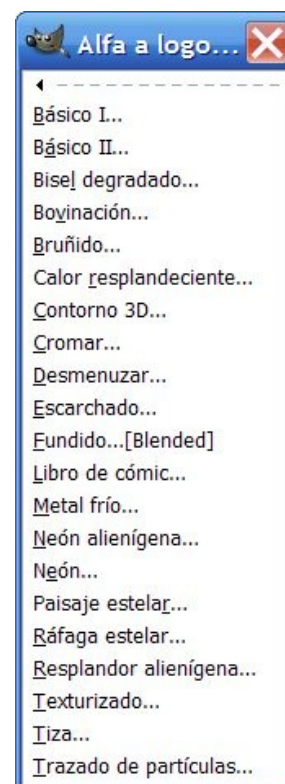 Alfa a logo...
Básico I...
Básico II...
Bisel degradado...
Bovinación...
Bruñido...
Calor resplandeciente...
Contorno 3D...
Cromar...
Desmenuzar...
Escarchado...
Fundido...[Blended]
Libro de cómic...
Metal frío...
Neón alienígena...
Neón...
Paisaje estelar...
Ráfaga estelar...
Resplandor alienígena...
Texturizado...
Tiza...
Trazado de partículas...